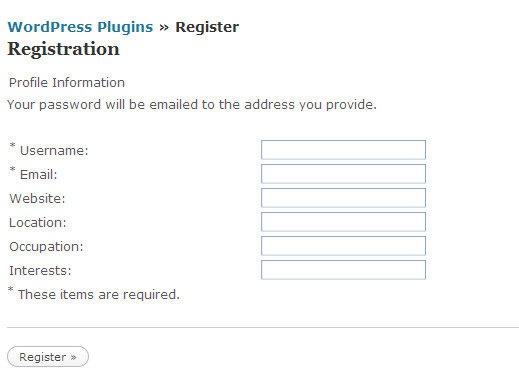 WordPress Plugins » Register
Registration
Profile Information
Your password will be emailed to the address you provide.
* Username:
* Email:
Website:
Location:
Occupation:
Interests:
* These items are required.
Register »